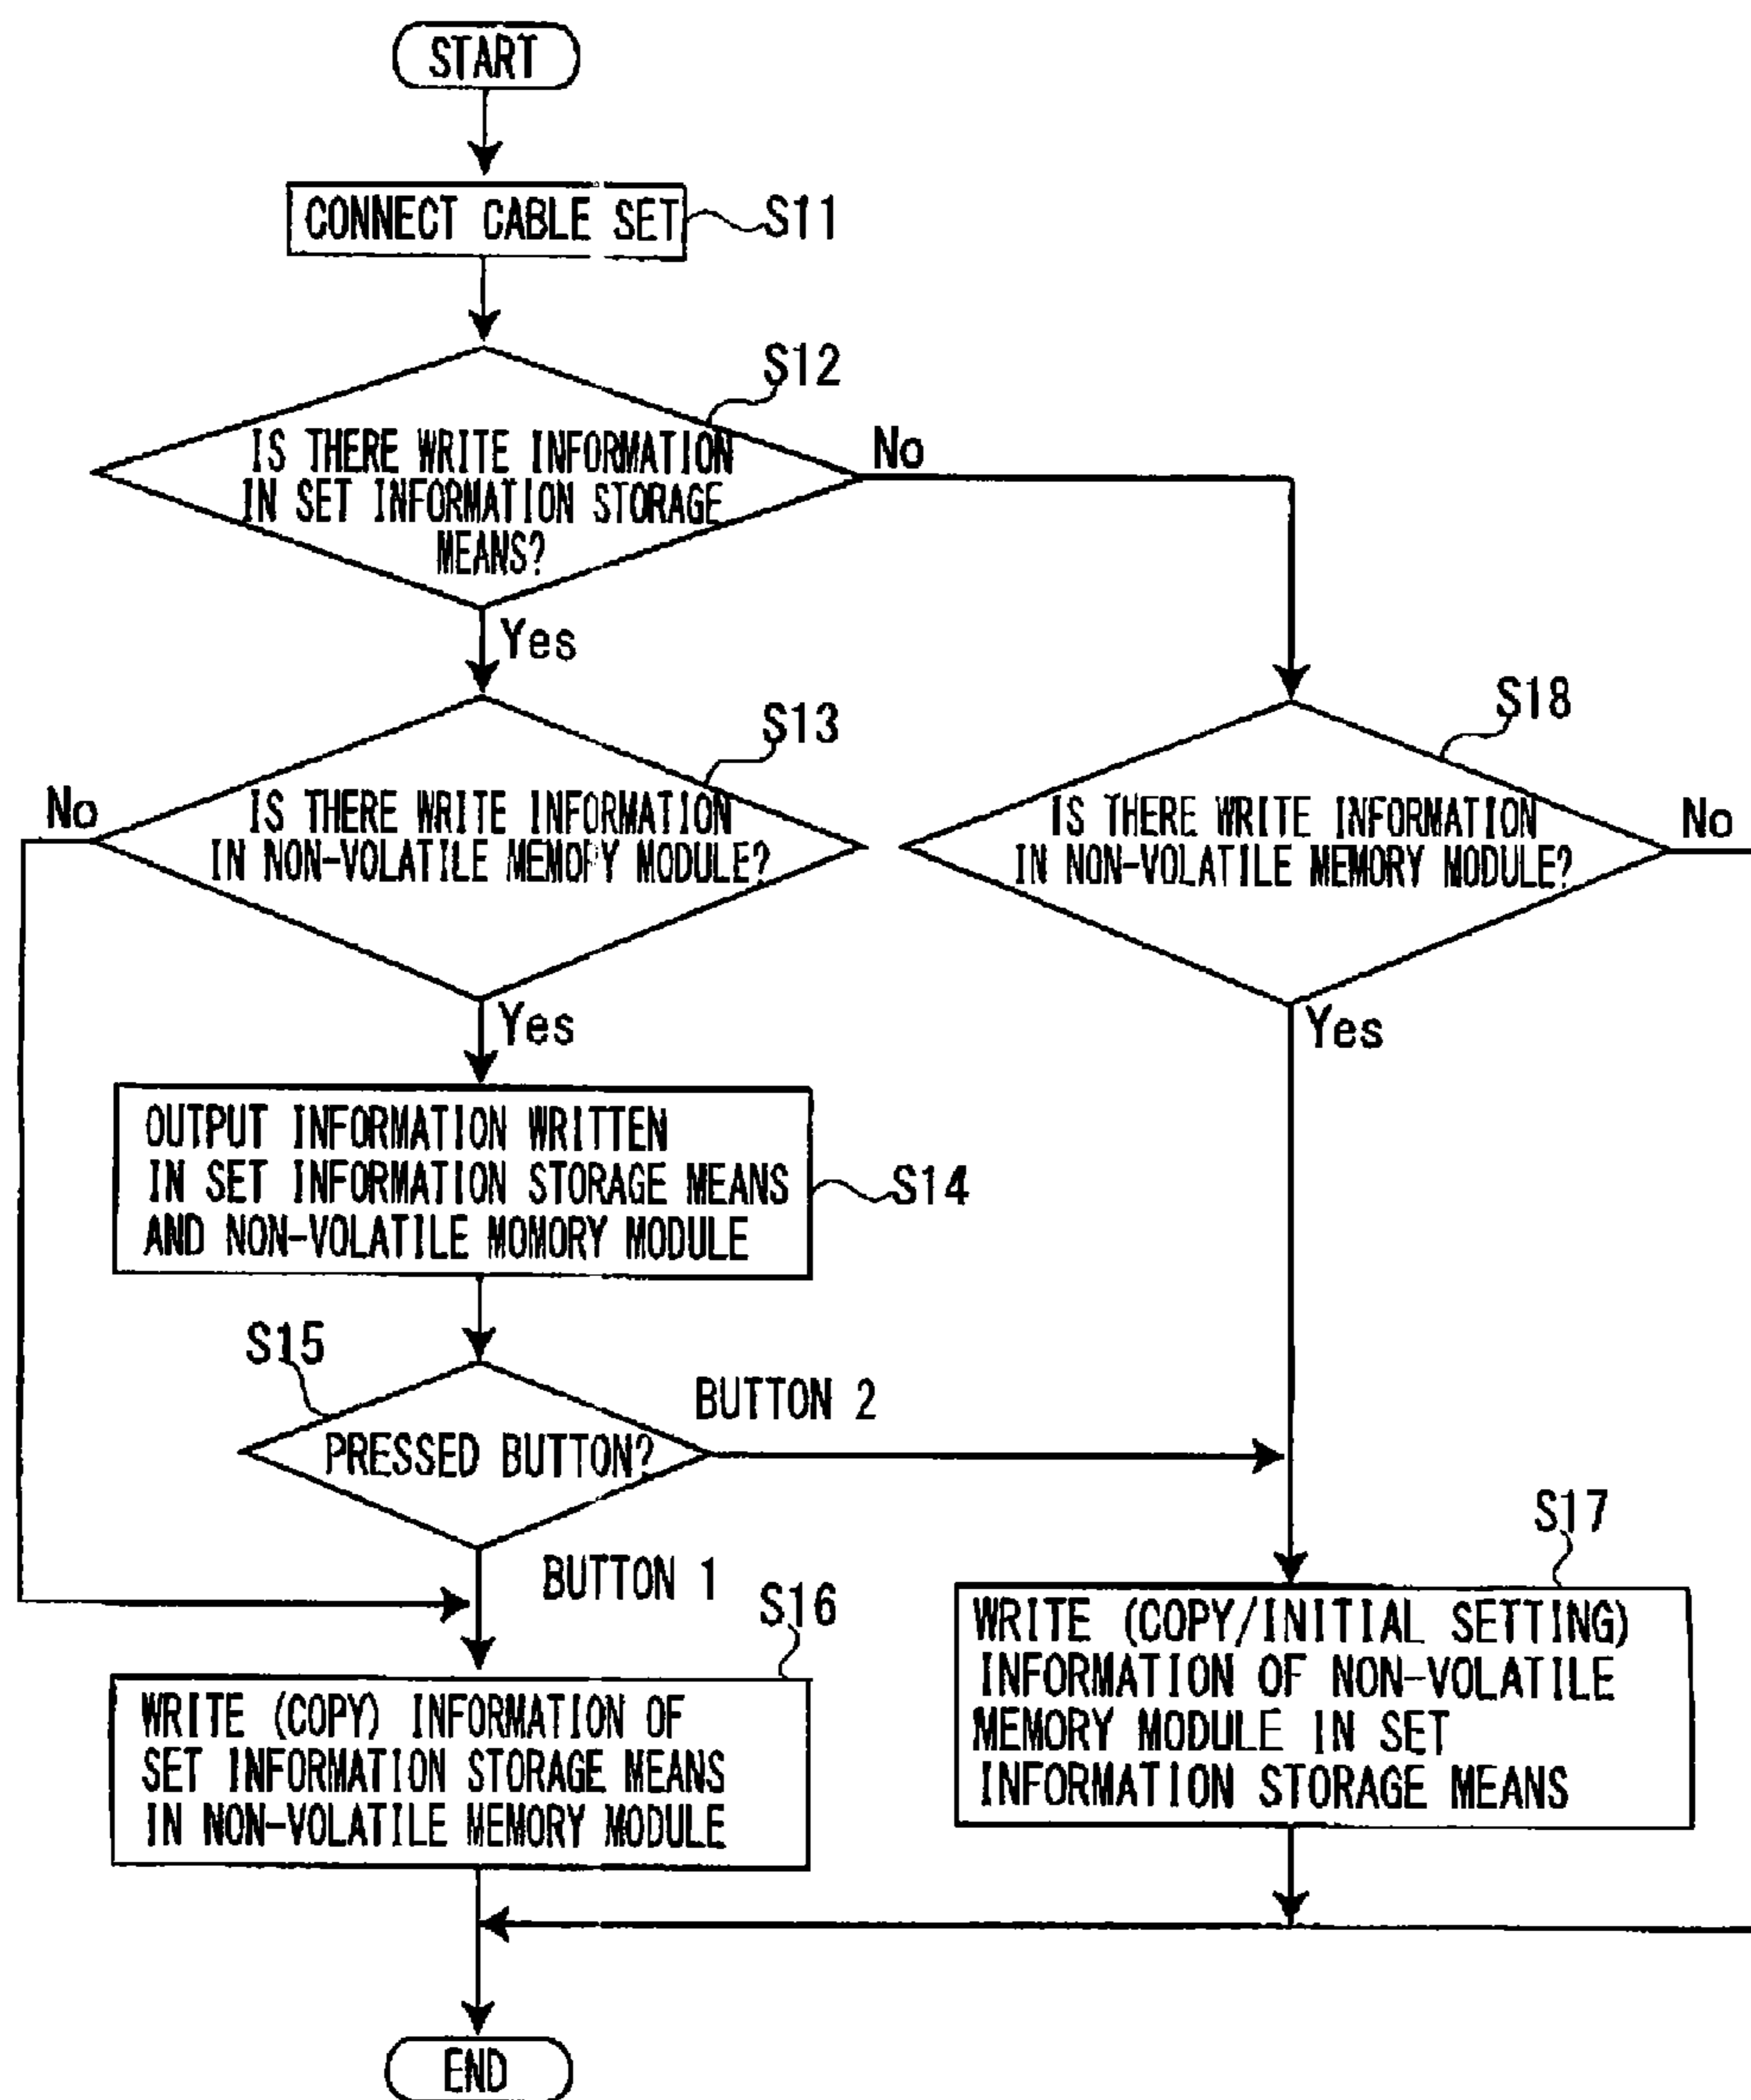 START
CONNECT CABLE SET
S11
S12
IS THERE WRITE INFORMATION
IN SET INFORMATION STORAGE
MEANS?
No
Yes
S13
IS THERE WRITE INFORMATION
IN NON-VOLATILE MEMORY MODULE?
No
Yes
S18
IS THERE WRITE INFORMATION
IN NON-VOLATILE MEMORY MODULE?
No
Yes
OUTPUT INFORMATION WRITTEN
IN SET INFORMATION STORAGE MEANS
AND NON-VOLATILE MOMORY MODULE
S14
S15
PRESSED BUTTON?
BUTTON 2
BUTTON 1
S16
WRITE (COPY) INFORMATION OF
SET INFORMATION STORAGE MEANS
IN NON-VOLATILE MEMORY MODULE
S17
WRITE (COPY/INITIAL SETTING)
INFORMATION OF NON-VOLATILE
MEMORY MODULE IN SET
INFORMATION STORAGE MEANS
END